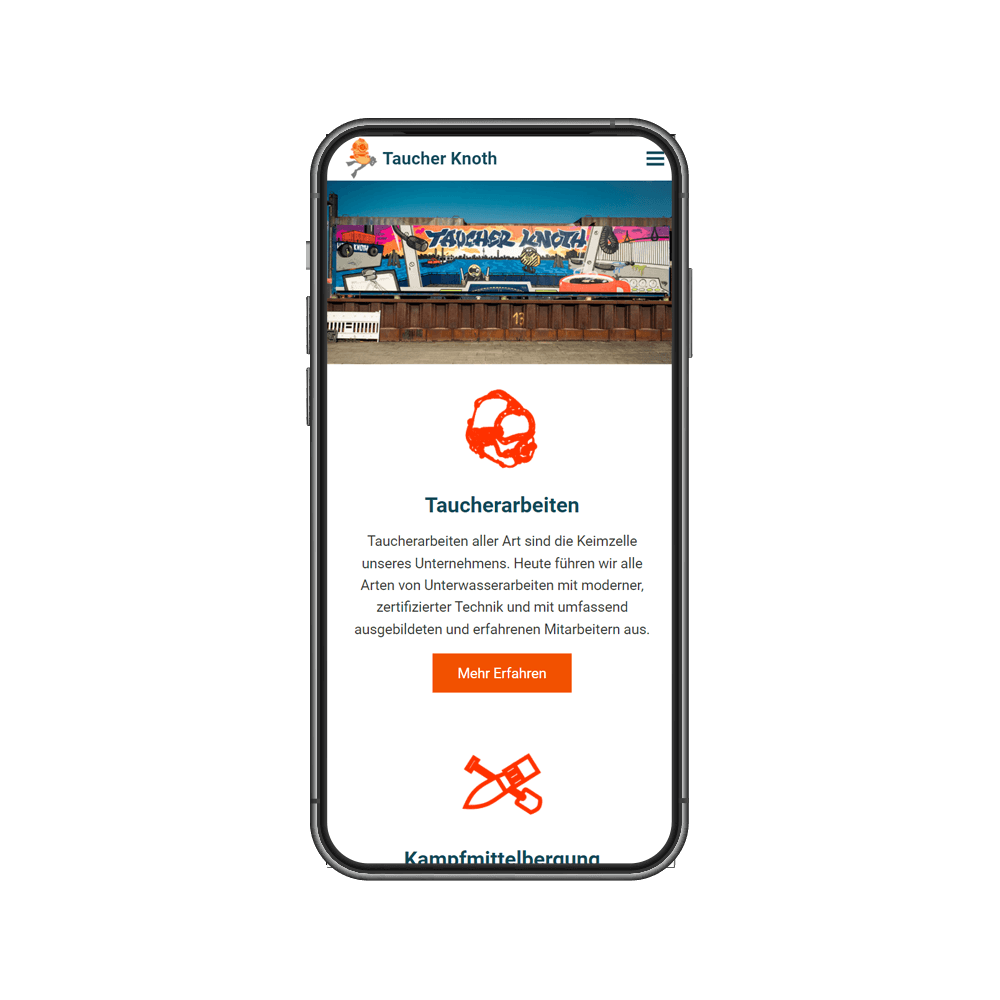 Taucher Knoth
TAUCHER KNOTH
KNOTH
13
Taucherarbeiten
Taucherarbeiten aller Art sind die Keimzelle
unseres Unternehmens. Heute führen wir alle
Arten von Unterwasserarbeiten mit moderner,
zertifizierter Technik und mit umfassend
ausgebildeten und erfahrenen Mitarbeitern aus.
Mehr Erfahren
Kampfmittelbergung